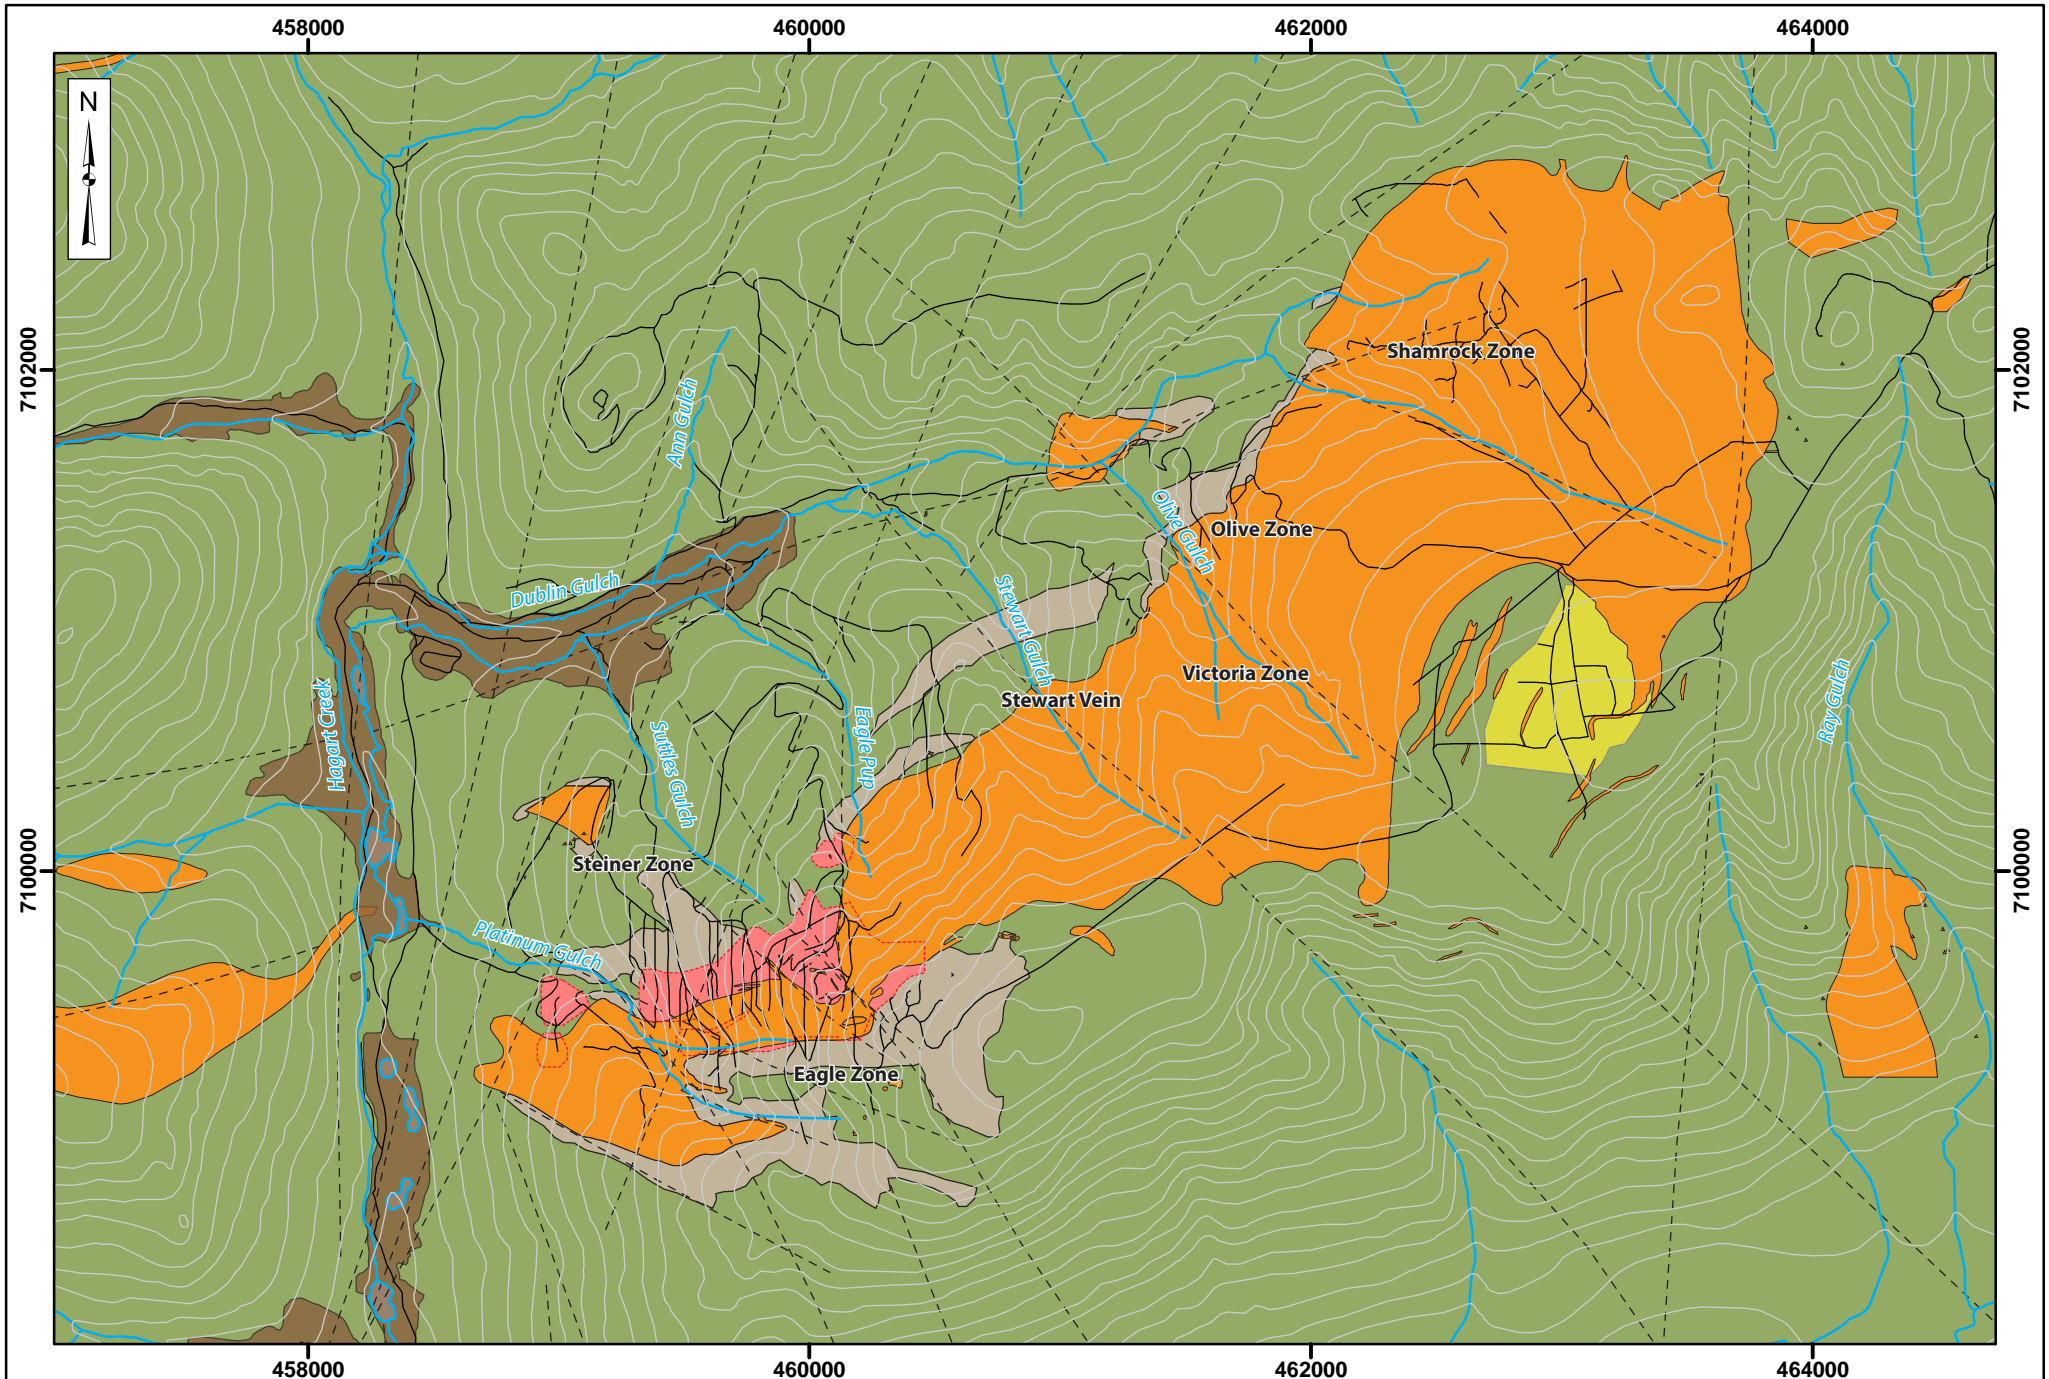 458000
460000
462000
464000
N
7102000
7102000
Shamrock Zone
Ann Gulch
Olive Gulch
Olive Zone
Dublin Gulch
Stewart Gulch
Victoria Zone
Stewart Vein
Hagart Creek
Eagle Pup
Suttles Gulch
Ray Gulch
7100000
7100000
Steiner Zone
Platinum Gulch
Eagle Zone
458000
460000
462000
464000